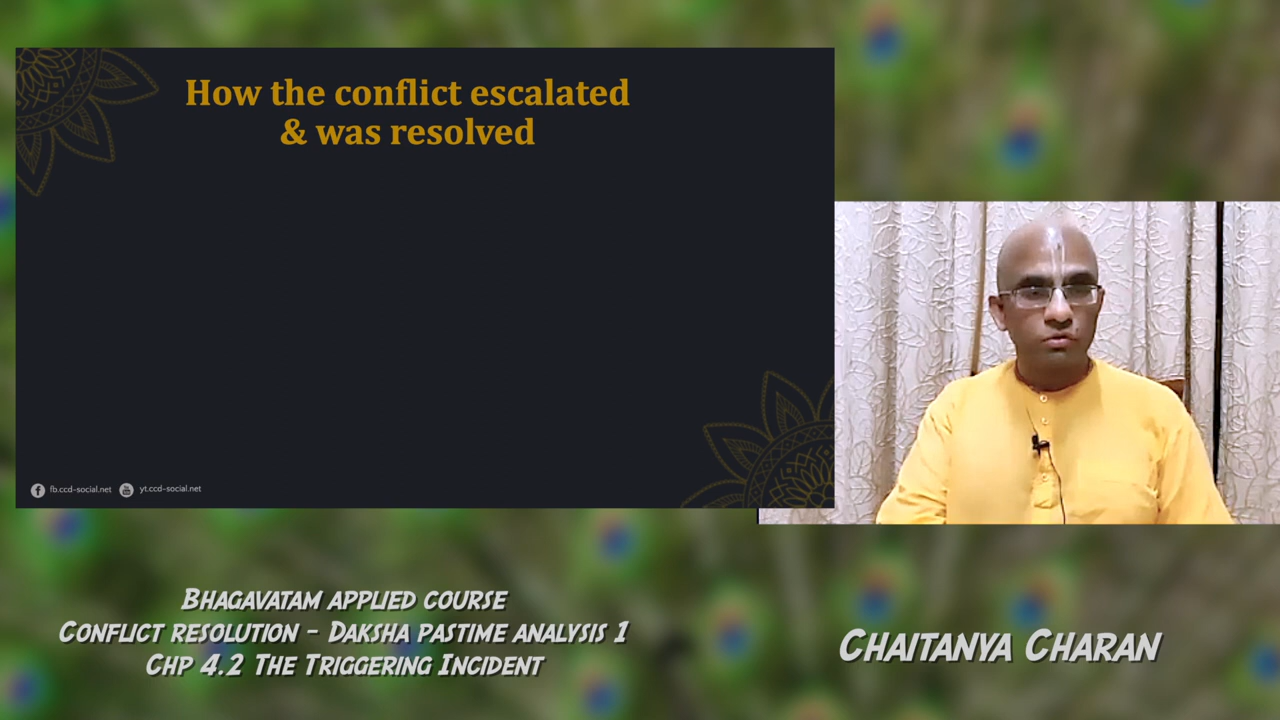 How the conflict escalated
& was resolved
fb.ccd-social.net yt.ccd-social.net
BHAGAVATAM APPLIED COURSE
CONFLICT RESOLUTION - DAKSHA PASTIME ANALYSIS 1
CHP 4.2 THE TRIGGERING INCIDENT
CHAITANYA CHARAN